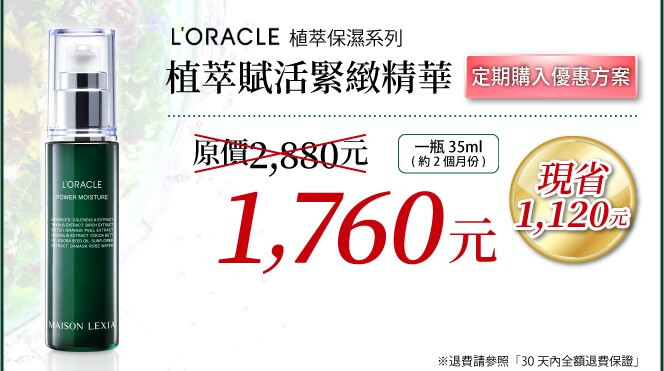 L'ORACLE 植萃保濕系列
植萃賦活緊緻精華
定期購入優惠方案
原價2,880元
一瓶 35ml
(約 2 個月份)
1,760元
現省
1,120元
L'ORACLE
POWER MOISTURE
MAISON LEXIA
※退費請參照「30 天內全額退費保證」